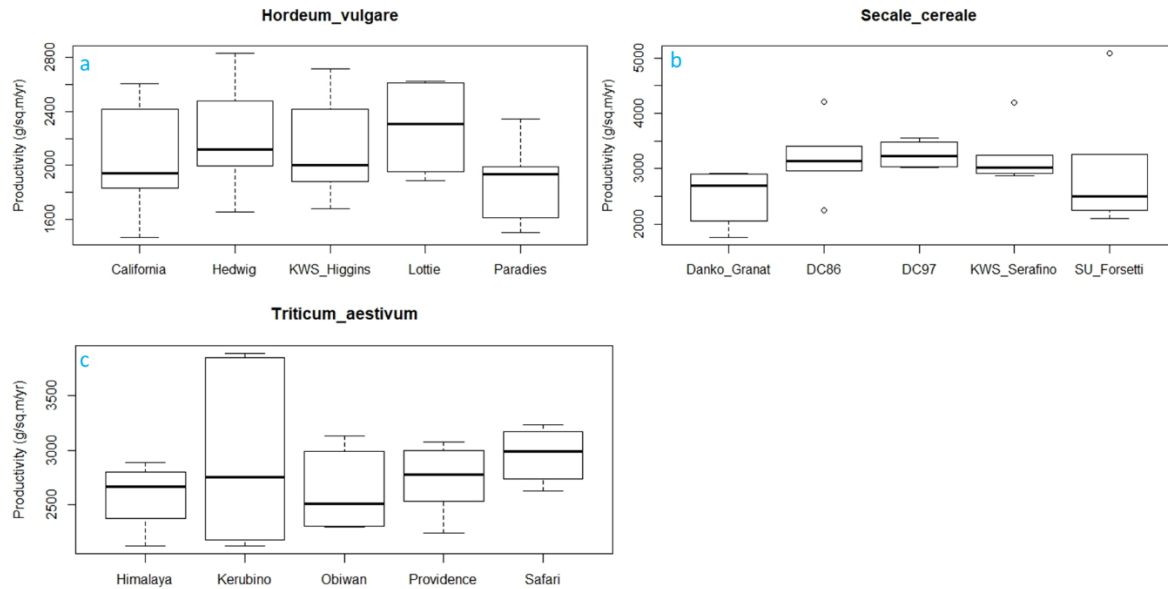 Hordeum_vulgare
a
Productivity (g/sq.m/yr)
2800
2400
2000
1600
California Hedwig KWS_Higgins Lottie Paradies
Secale_cereale
b
Productivity (g/sq.m/yr)
5000
4000
3000
2000
Danko_Granat DC86 DC97 KWS_Serafino SU_Forsetti
Triticum_aestivum
c
Productivity (g/sq.m/yr)
3500
3000
2500
Himalaya Kerubino Obiwan Providence Safari